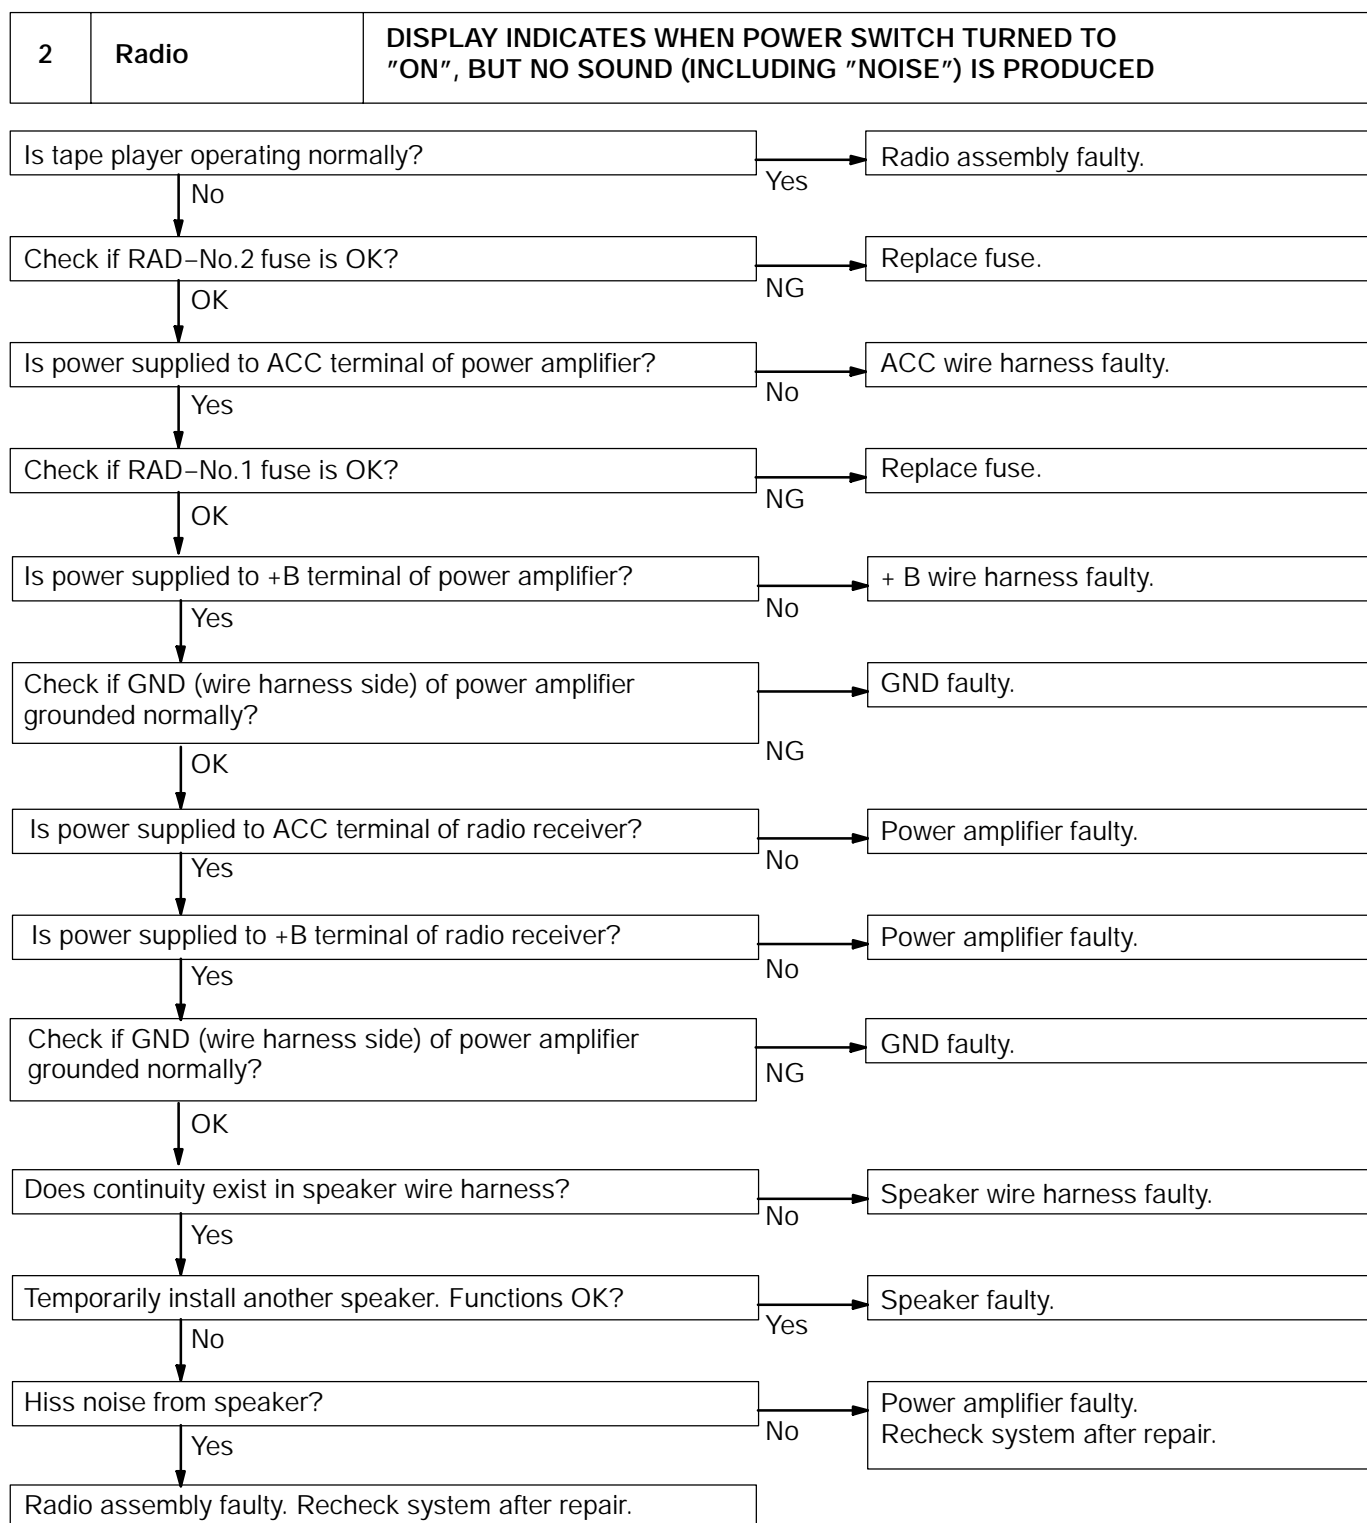 2
Radio
DISPLAY INDICATES WHEN POWER SWITCH TURNED TO
"ON", BUT NO SOUND (INCLUDING "NOISE") IS PRODUCED
Is tape player operating normally?
Yes
Radio assembly faulty.
No
Check if RAD–No.2 fuse is OK?
NG
Replace fuse.
OK
Is power supplied to ACC terminal of power amplifier?
No
ACC wire harness faulty.
Yes
Check if RAD–No.1 fuse is OK?
NG
Replace fuse.
OK
Is power supplied to +B terminal of power amplifier?
No
+ B wire harness faulty.
Yes
Check if GND (wire harness side) of power amplifier
grounded normally?
NG
GND faulty.
OK
Is power supplied to ACC terminal of radio receiver?
No
Power amplifier faulty.
Yes
Is power supplied to +B terminal of radio receiver?
No
Power amplifier faulty.
Yes
Check if GND (wire harness side) of power amplifier
grounded normally?
NG
GND faulty.
OK
Does continuity exist in speaker wire harness?
No
Speaker wire harness faulty.
Yes
Temporarily install another speaker. Functions OK?
Yes
Speaker faulty.
No
Hiss noise from speaker?
No
Power amplifier faulty.
Recheck system after repair.
Yes
Radio assembly faulty. Recheck system after repair.